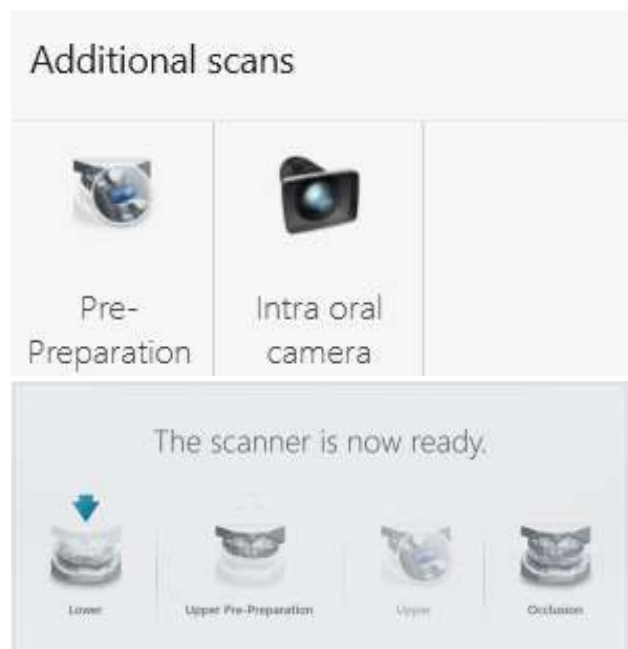 Additional scans
Pre-
Preparation
Intra oral
camera
The scanner is now ready.
Lower
Upper Pre-Preparation
Upper
Occlusion